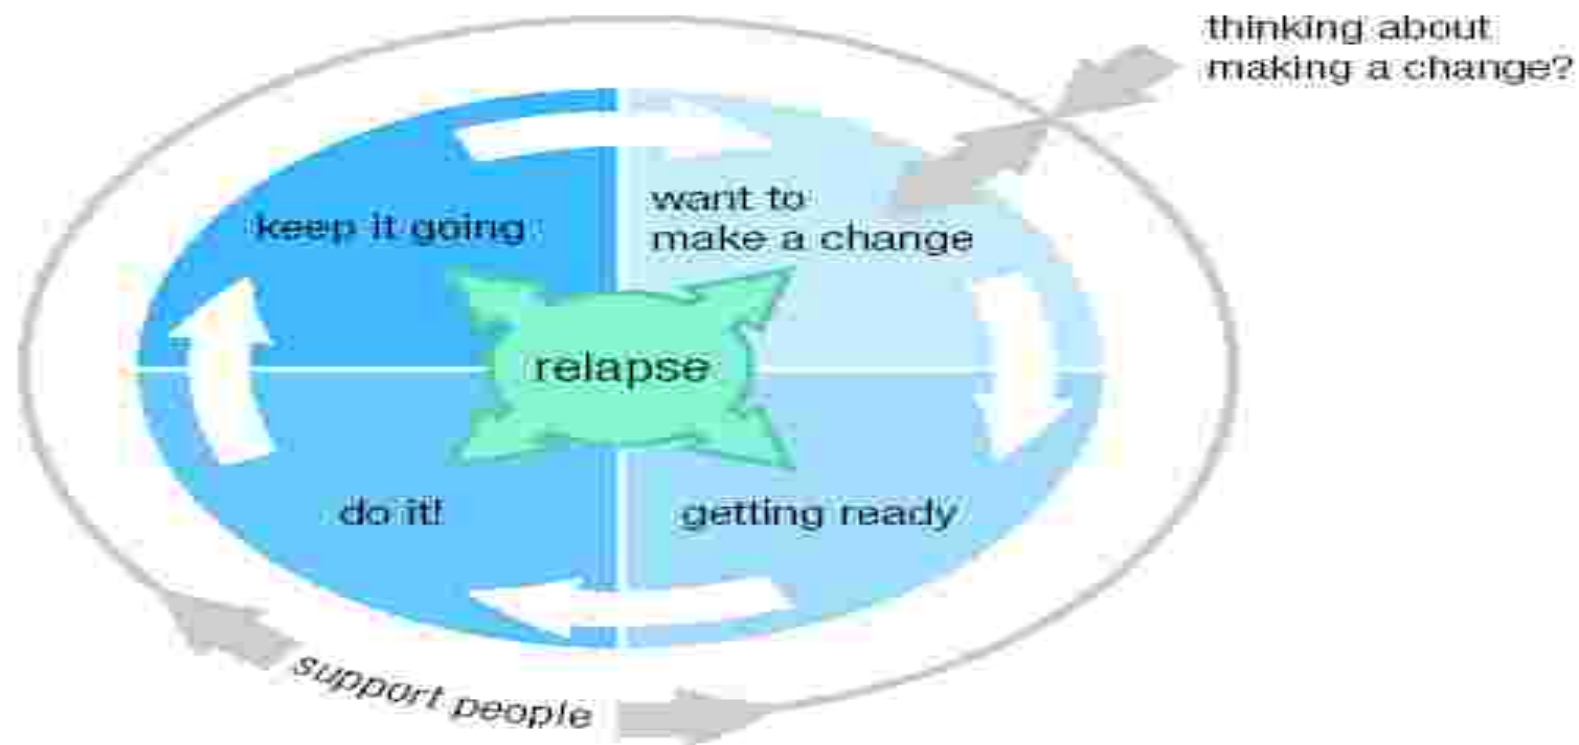 thinking about
making a change?
want to
make a change
keep it going
relapse
do it!
getting ready
support people